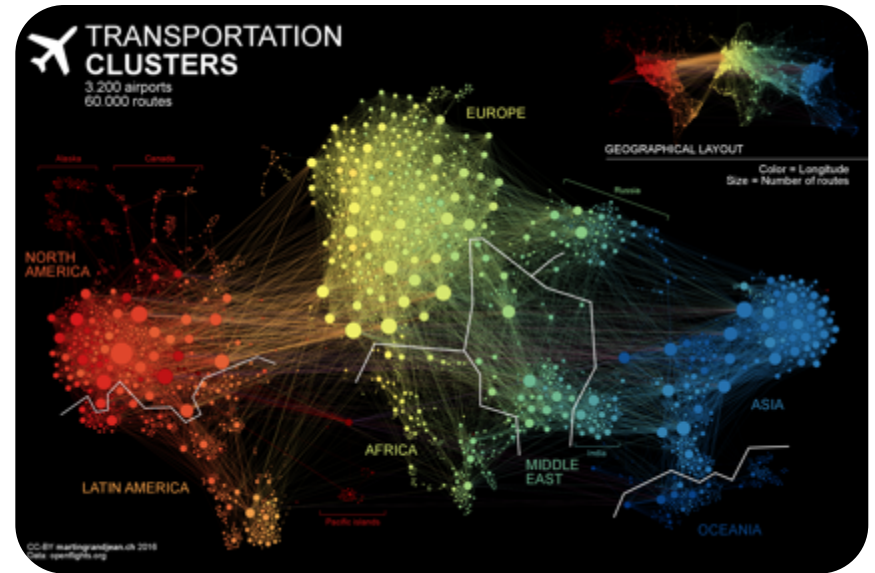 TRANSPORTATION
CLUSTERS
3.200 airports
60.000 routes
EUROPE
GEOGRAPHICAL LAYOUT
Color = Longitude
Size = Number of routes
Alaska
Canada
Russia
NORTH
AMERICA
ASIA
AFRICA
India
MIDDLE
EAST
LATIN AMERICA
Pacific Islands
OCEANIA
CC-BY martingrandjean.ch 2016
Data: openflights.org